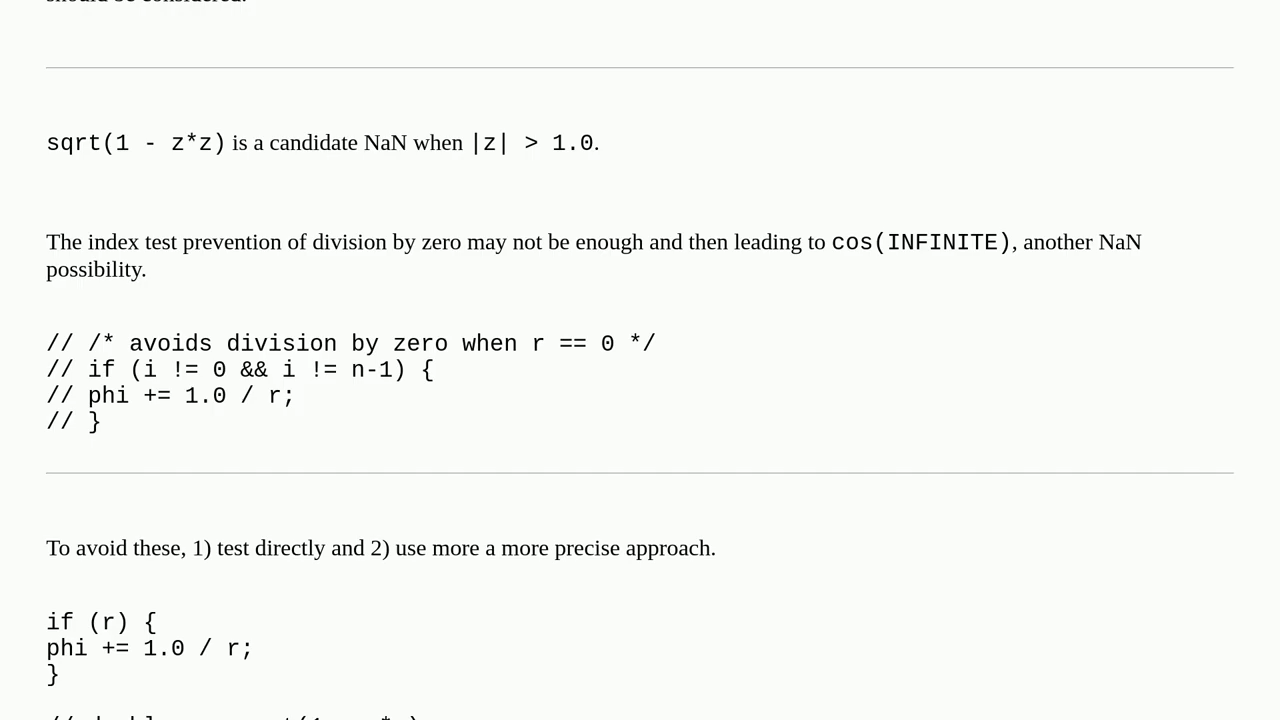 sqrt(1 - z*z) is a candidate NaN when |z| > 1.0.
The index test prevention of division by zero may not be enough and then leading to cos(INFINITE), another NaN
possibility.
// /* avoids division by zero when r == 0 */
// if (i != 0 && i != n-1) {
// phi += 1.0 / r;
// }
To avoid these, 1) test directly and 2) use more a more precise approach.
if (r) {
phi += 1.0 / r;
}